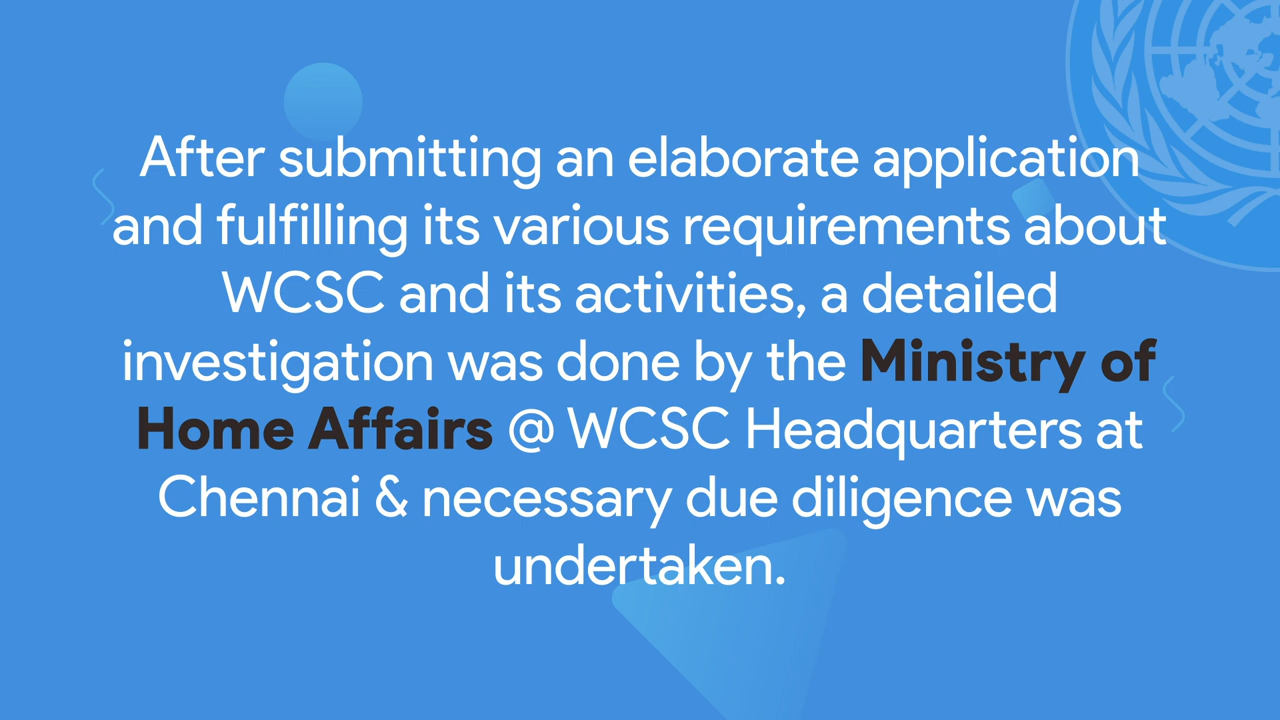 After submitting an elaborate application
and fulfilling its various requirements about
WCSC and its activities, a detailed
investigation was done by the Ministry of
Home Affairs @ WCSC Headquarters at
Chennai & necessary due diligence was
undertaken.